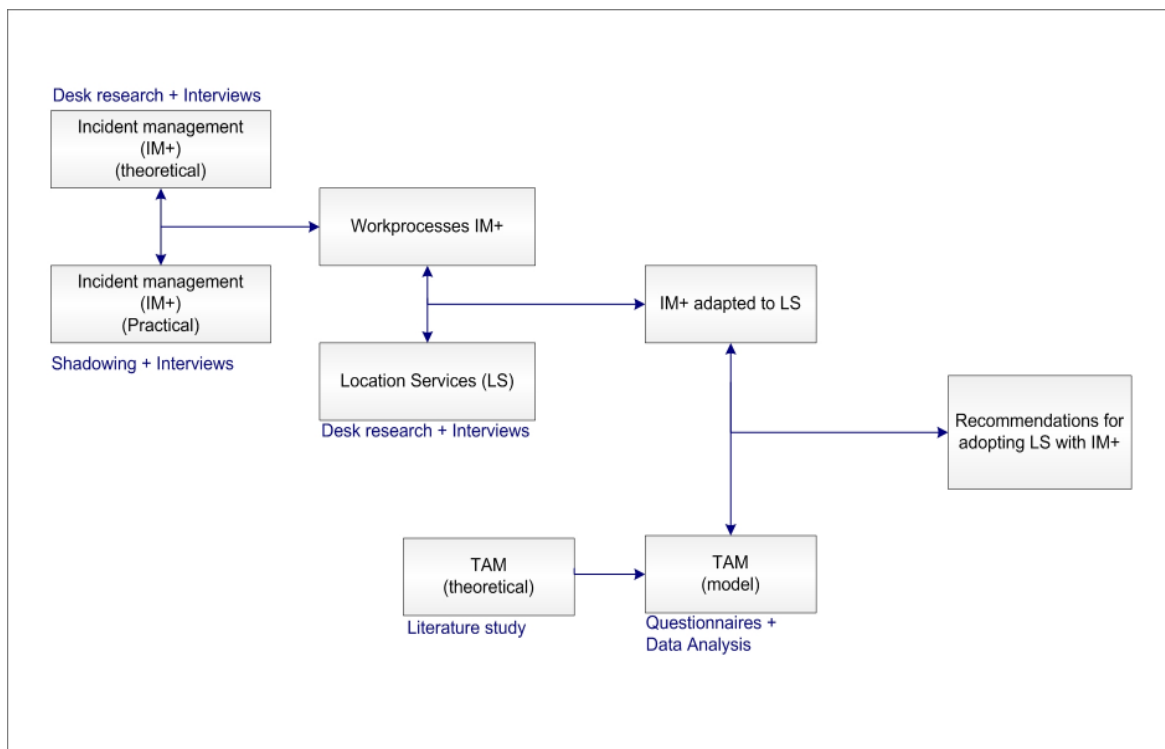 Desk research + Interviews
Incident management
(IM+)
(theoretical)
Workprocesses IM+
Incident management
(IM+)
(Practical)
Shadowing + Interviews
IM+ adapted to LS
Location Services (LS)
Desk research + Interviews
Recommendations for
adopting LS with IM+
TAM
(theoretical)
Literature study
TAM
(model)
Questionnaires +
Data Analysis